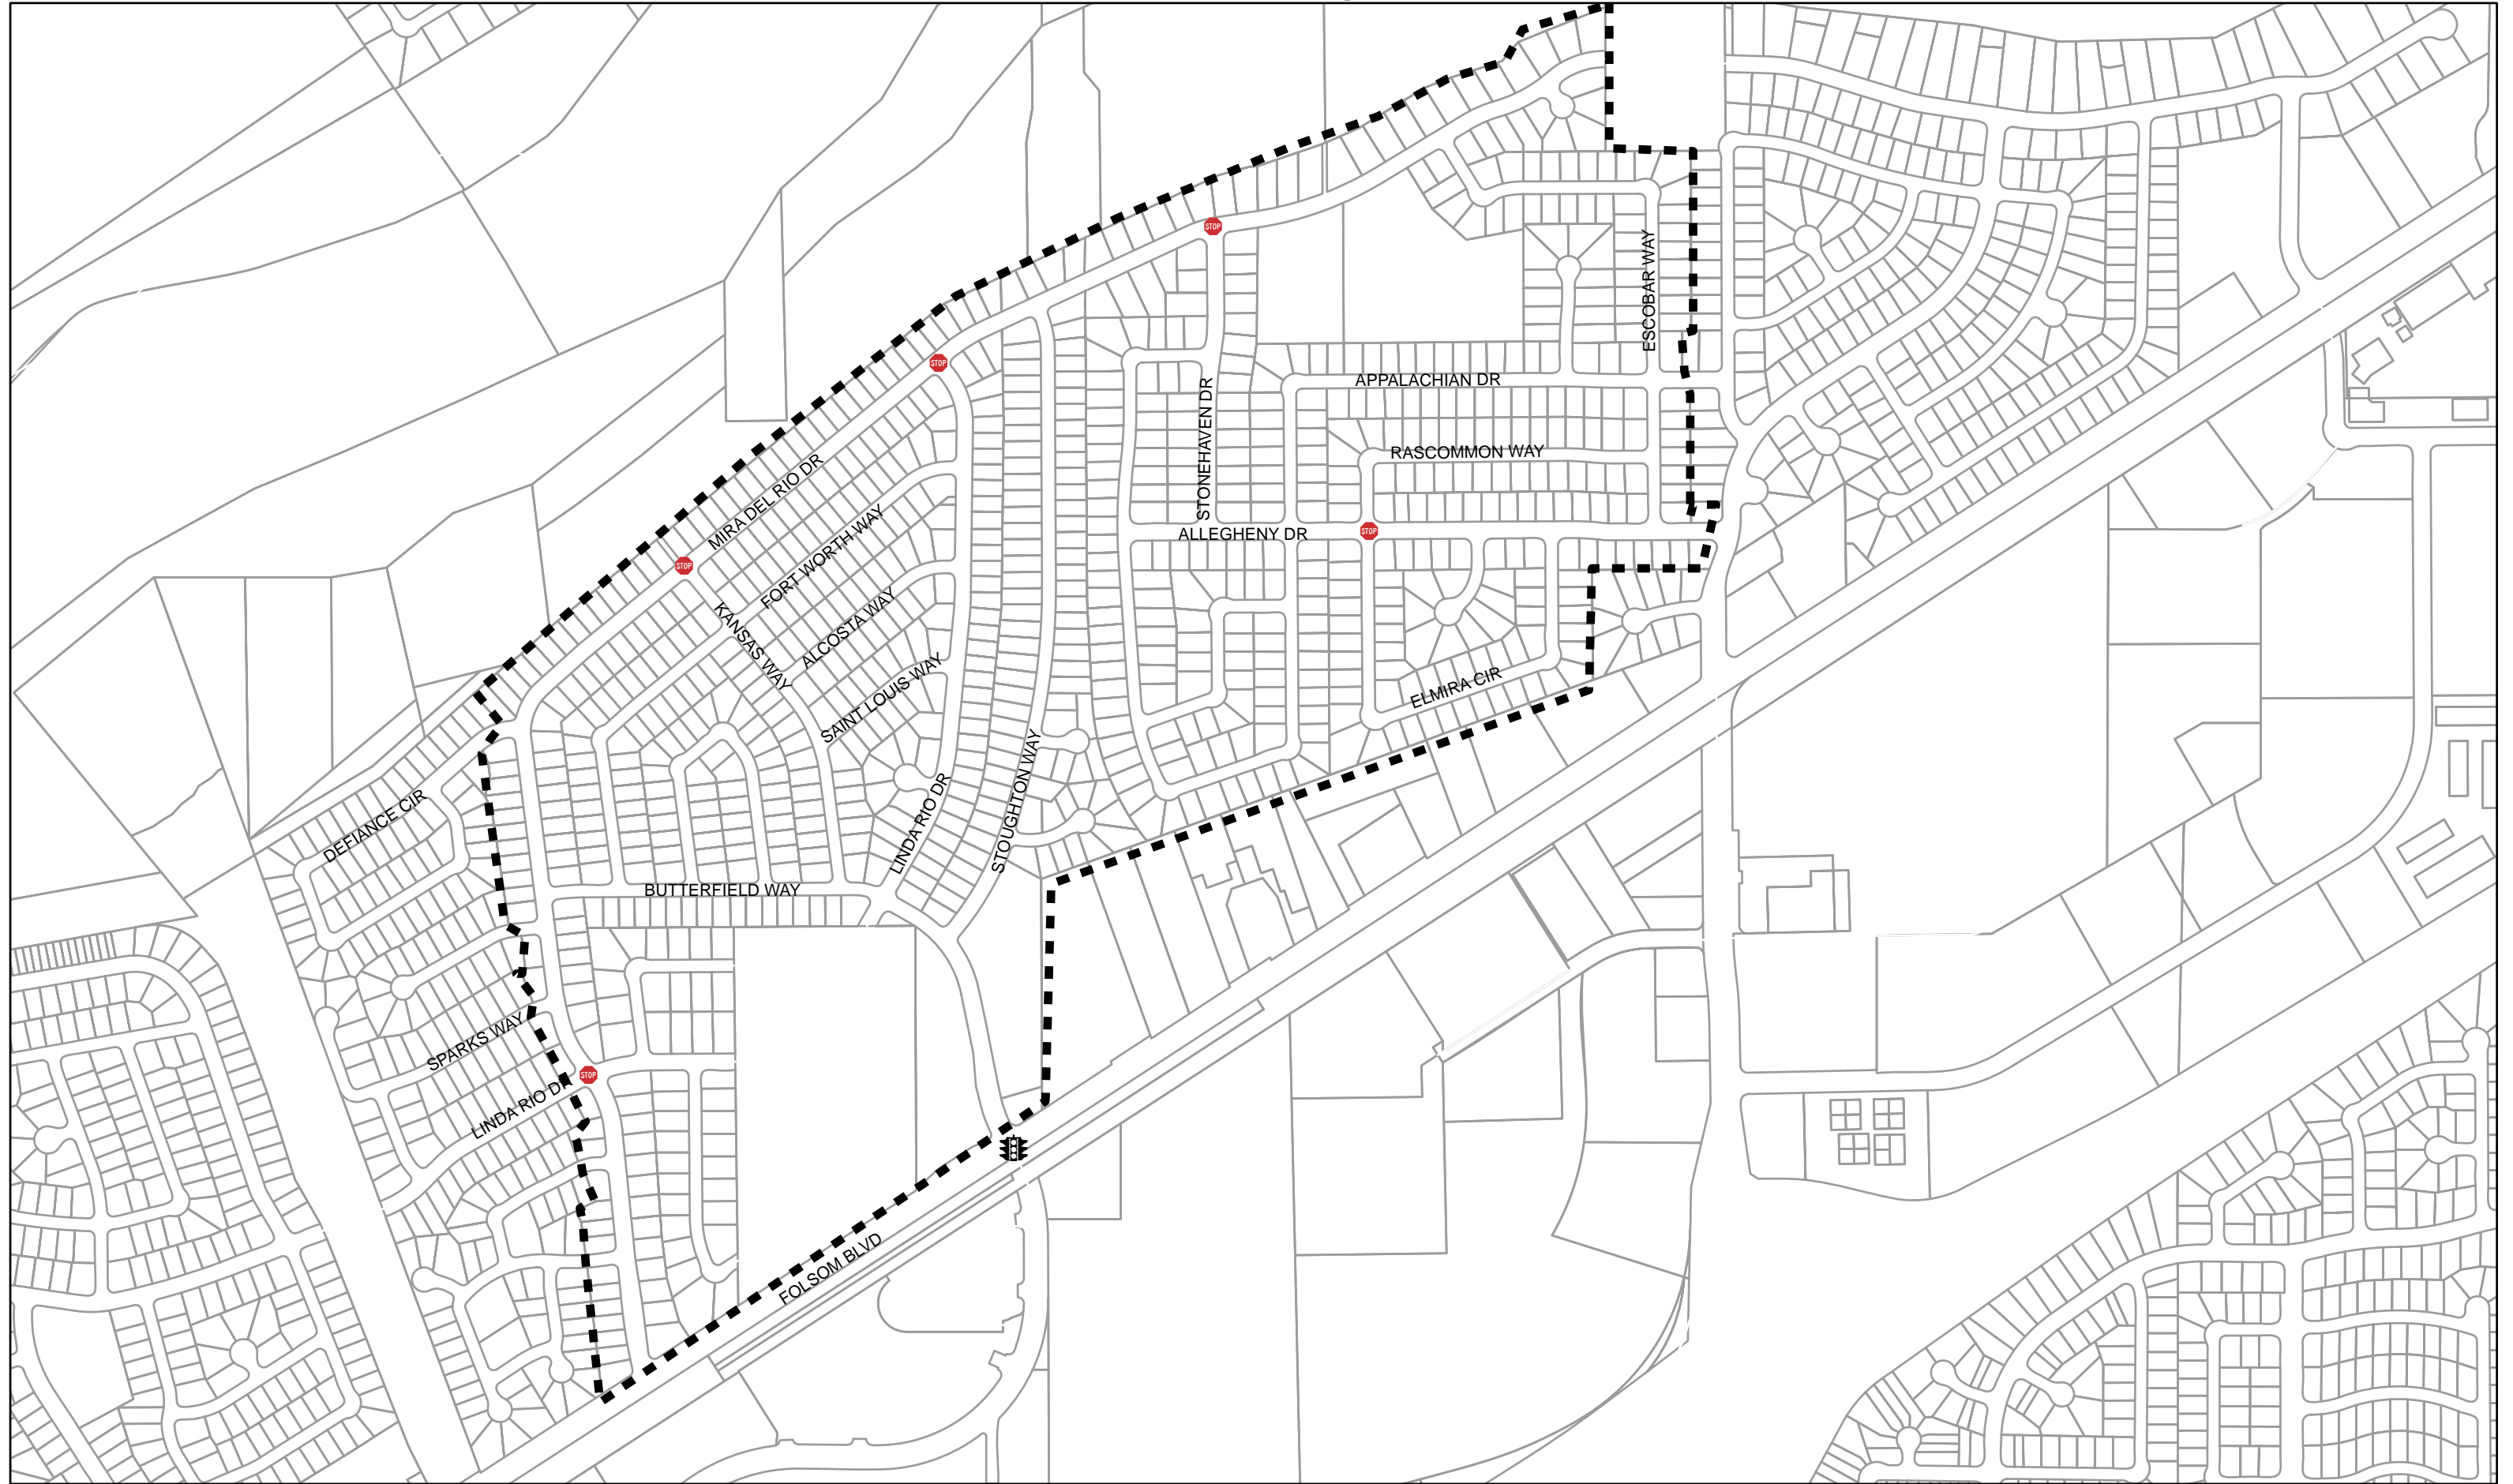 STOP
ESCOBAR WAY
STOP
APPALACHIAN DR
STONEHAVEN DR
RASCOMMON WAY
MIRA DEL RIO DR
STOP
ALLEGHENY DR
STOP
FORT WORTH WAY
KANSAS WAY
ALCOSTA WAY
SAINT LOUIS WAY
ELMIRA CIR
STOUGHTON WAY
LINDA RIO DR
DEFIANCE CIR
BUTTERFIELD WAY
SPARKS WAY
STOP
LINDA RIO DR
FOLSOM BLVD